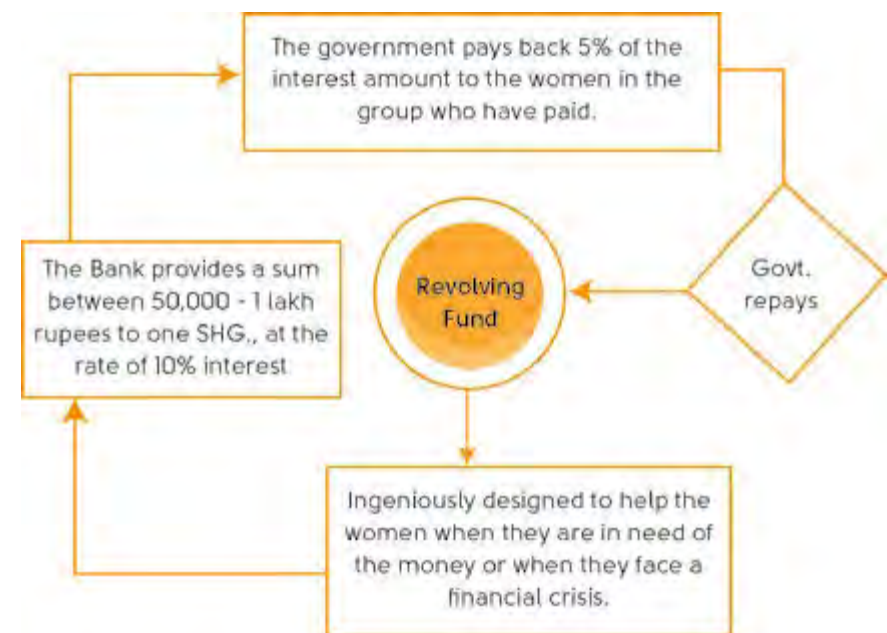 The government pays back 5% of the
interest amount to the women in the
group who have paid.
The Bank provides a sum
between 50,000 - 1 lakh
rupees to one SHG., at the
rate of 10% interest
Revolving
Fund
Govt.
repays
Ingeniously designed to help the
women when they are in need of
the money or when they face a
financial crisis.